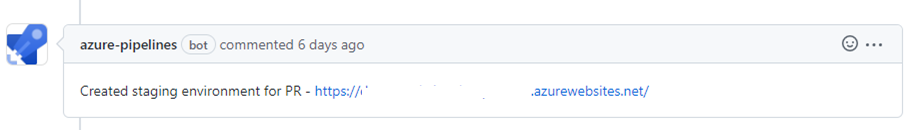 azure-pipelines bot commented 6 days ago
Created staging environment for PR - https:// .azurewebsites.net/